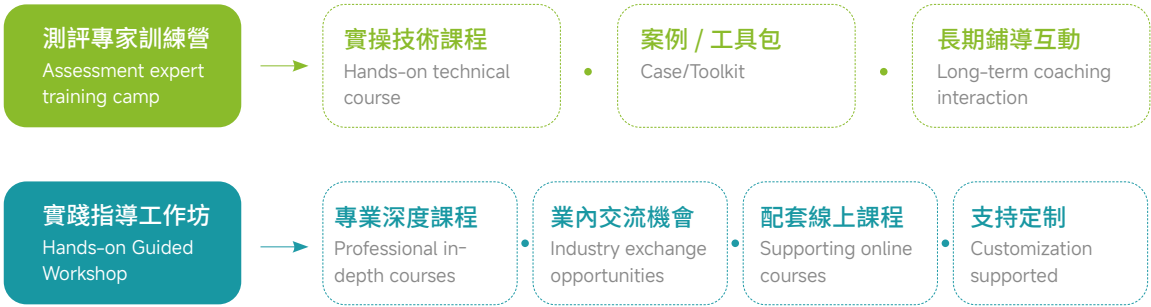 測評專家訓練營
Assessment expert
training camp
實操技術課程
Hands-on technical
course
案例 / 工具包
Case/Toolkit
長期鋪導互動
Long-term coaching
interaction
實踐指導工作坊
Hands-on Guided
Workshop
專業深度課程
Professional in-
depth courses
業內交流機會
Industry exchange
opportunities
配套線上課程
Supporting online
courses
支持定制
Customization
supported